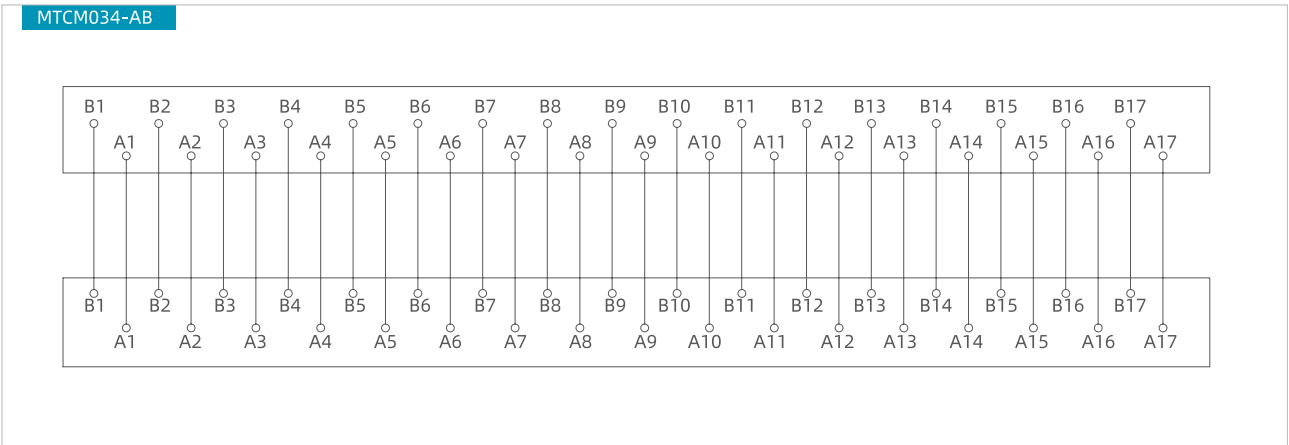 MTCM034-AB
B1 B2 B3 B4 B5 B6 B7 B8 B9 B10 B11 B12 B13 B14 B15 B16 B17
A1 A2 A3 A4 A5 A6 A7 A8 A9 A10 A11 A12 A13 A14 A15 A16 A17
B1 B2 B3 B4 B5 B6 B7 B8 B9 B10 B11 B12 B13 B14 B15 B16 B17
A1 A2 A3 A4 A5 A6 A7 A8 A9 A10 A11 A12 A13 A14 A15 A16 A17